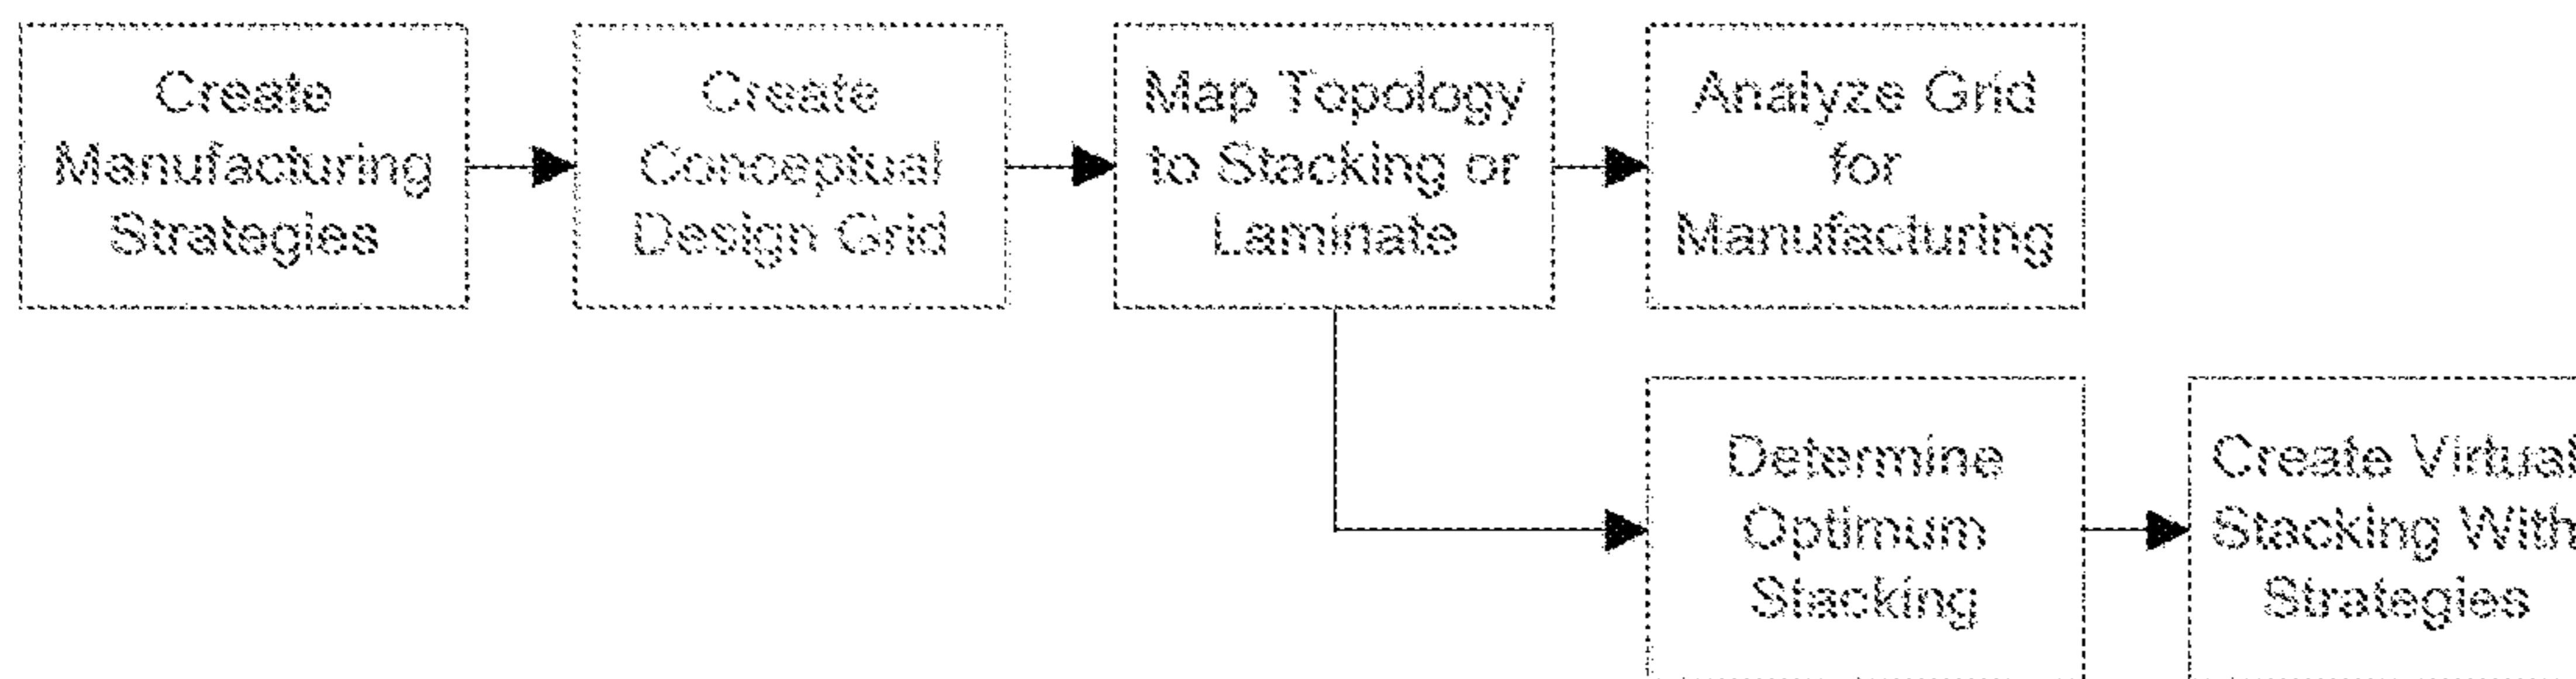 Create
Manufacturing
Strategies
Create
Conceptual
Design Grid
Map Topology
to Stacking or
Laminate
Analyze Grid
for
Manufacturing
Determine
Optimum
Stacking
Create Virtual
Stacking With
Strategies